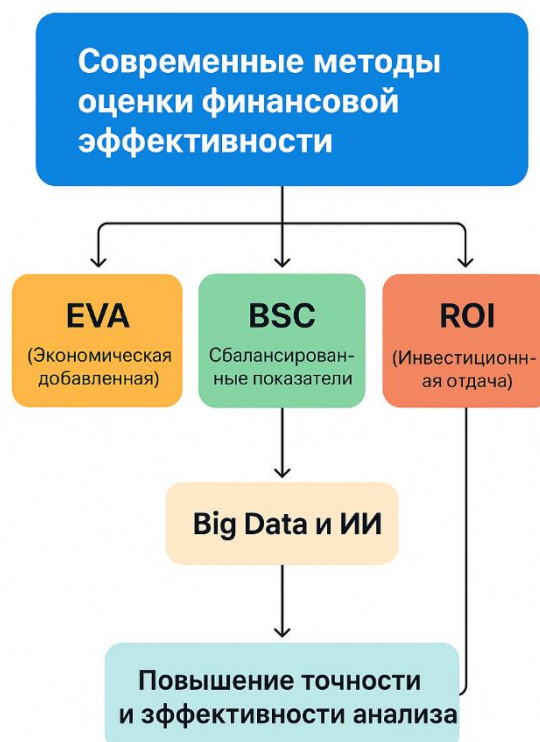 Современные методы
оценки финансовой
эффективности
EVA
(Экономическая
добавленная)
BSC
Сбалансирован-
ные показатели
ROI
(Инвестиционн-
ая отдача)
Big Data и ИИ
Повышение точности
и зффективности анализа